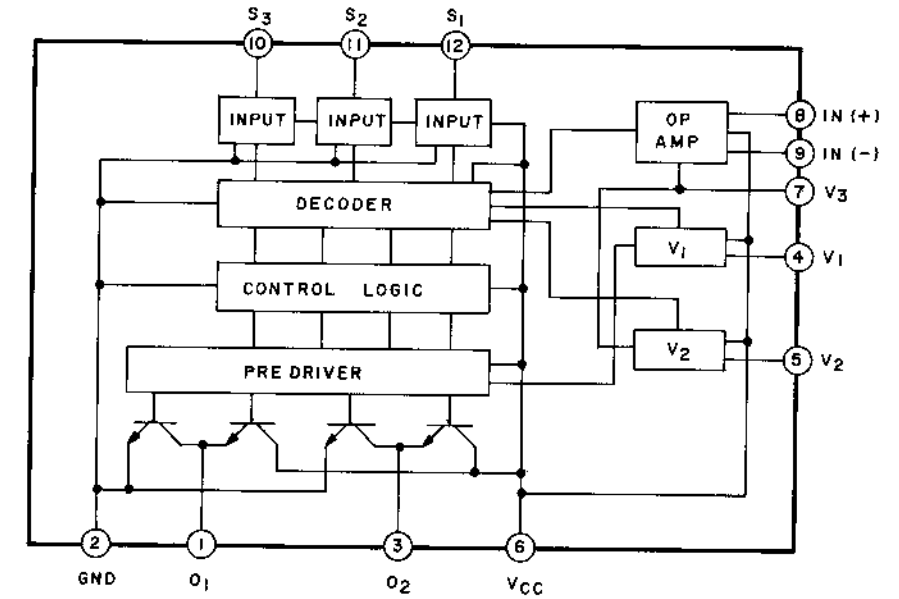 S3 S2 S1
10 11 12
INPUT INPUT INPUT
OP AMP
8 IN (+)
9 IN (-)
DECODER
7 V3
V1
4 V1
CONTROL LOGIC
V2
5 V2
PRE DRIVER
2 1 3 6
GND O1 O2 VCC